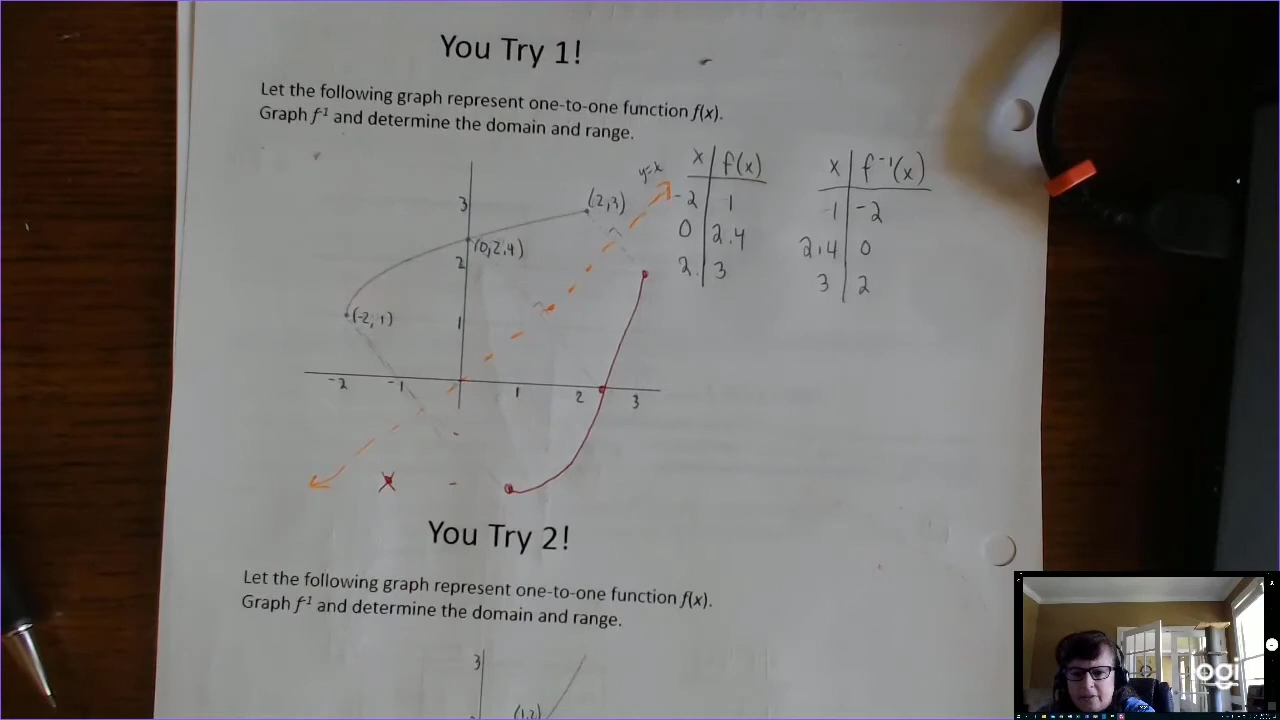 You Try 1!
Let the following graph represent one-to-one function f(x).
Graph f⁻¹ and determine the domain and range.
y=x
x | f(x)
-2 | 1
0 | 2.4
2 | 3
x | f⁻¹(x)
1 | -2
2.4 | 0
3 | 2
3
(2,3)
(0,2.4)
2
(-2, 1)
1
-2 -1 1 2 3
You Try 2!
Let the following graph represent one-to-one function f(x).
Graph f⁻¹ and determine the domain and range.
3
(1,2)
logi